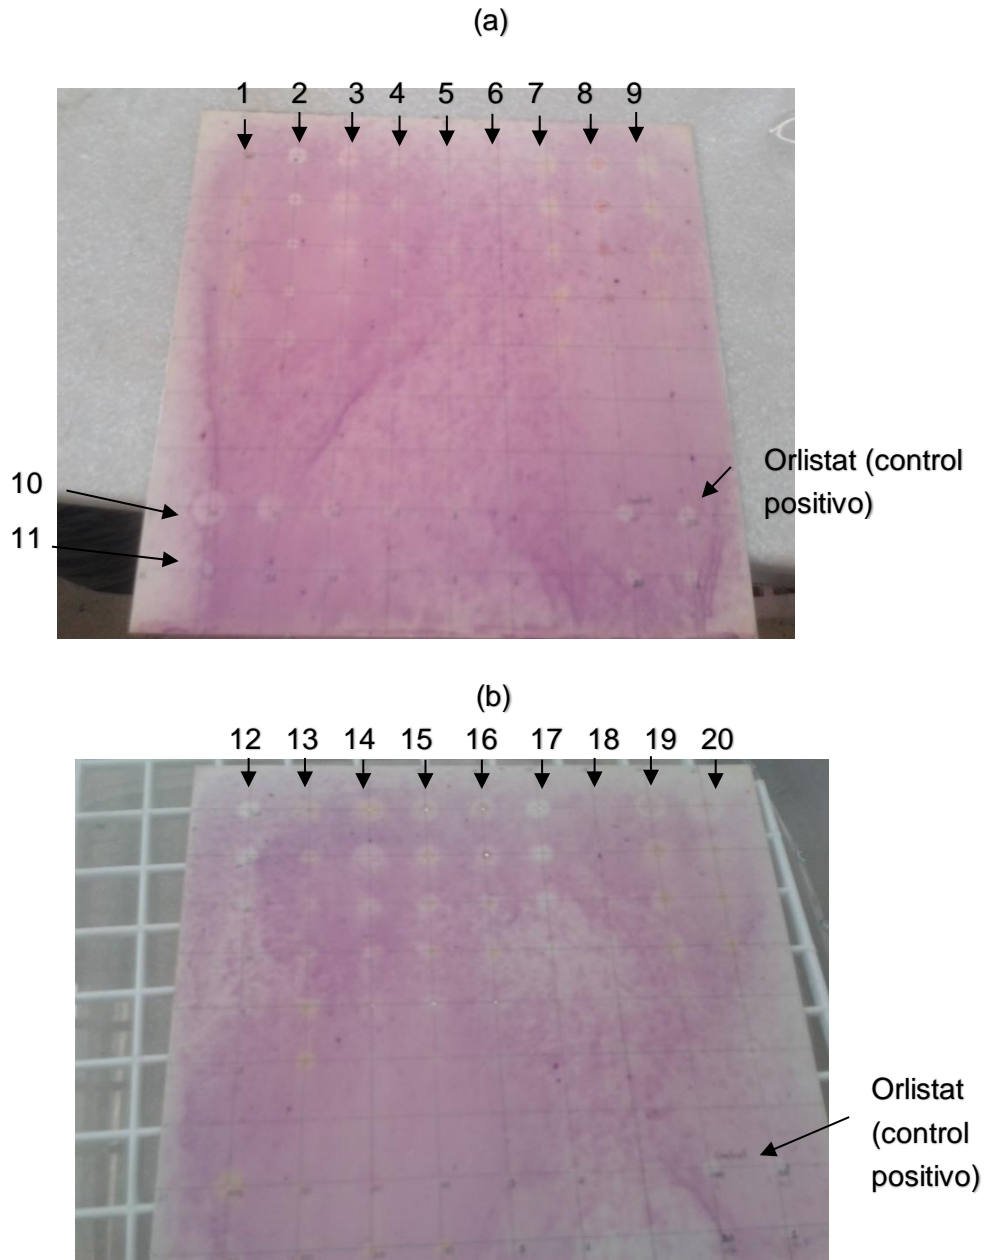 (a)
1 2 3 4 5 6 7 8 9
Orlistat (control
positivo)
10
11
(b)
12 13 14 15 16 17 18 19 20
Orlistat
(control
positivo)